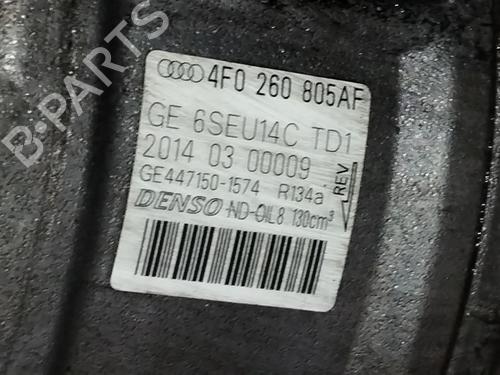 B-PARTS
4F0 260 805AF
GE 6SEU14C TD1
2014 03 00009
GE447150-1574 R134a
REV
DENSO ND-OIL8 130cm³